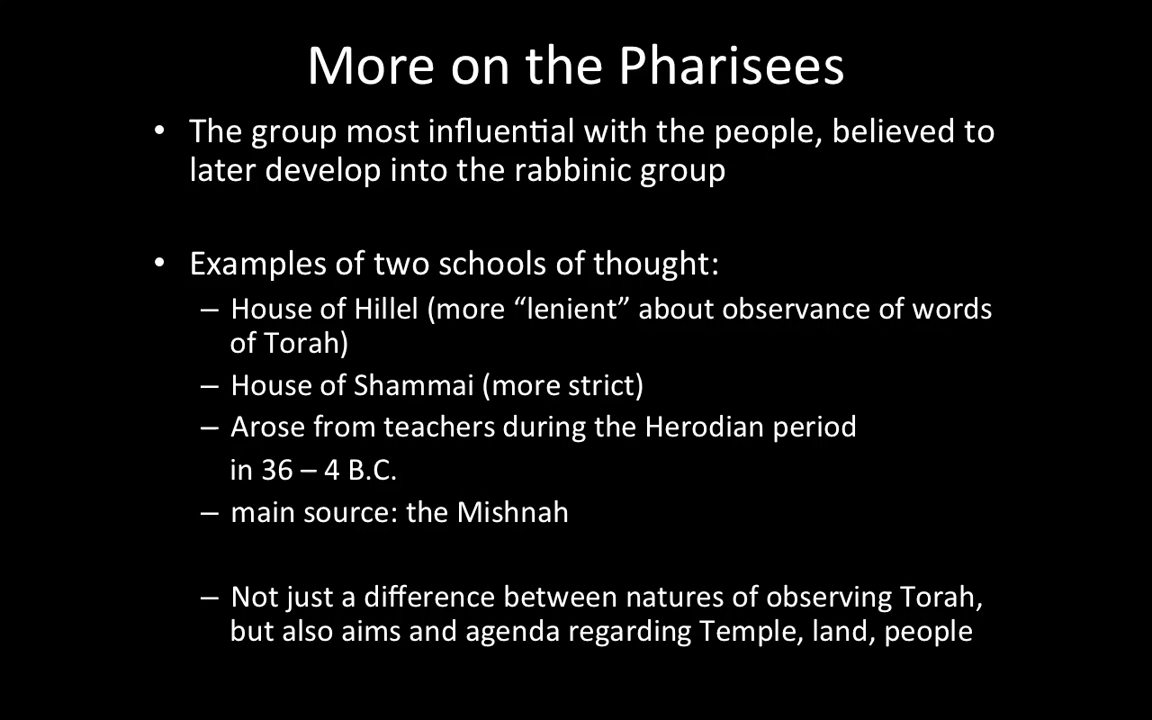 More on the Pharisees
• The group most influential with the people, believed to
later develop into the rabbinic group
• Examples of two schools of thought:
– House of Hillel (more “lenient” about observance of words
of Torah)
– House of Shammai (more strict)
– Arose from teachers during the Herodian period
in 36 – 4 B.C.
– main source: the Mishnah
– Not just a difference between natures of observing Torah,
but also aims and agenda regarding Temple, land, people